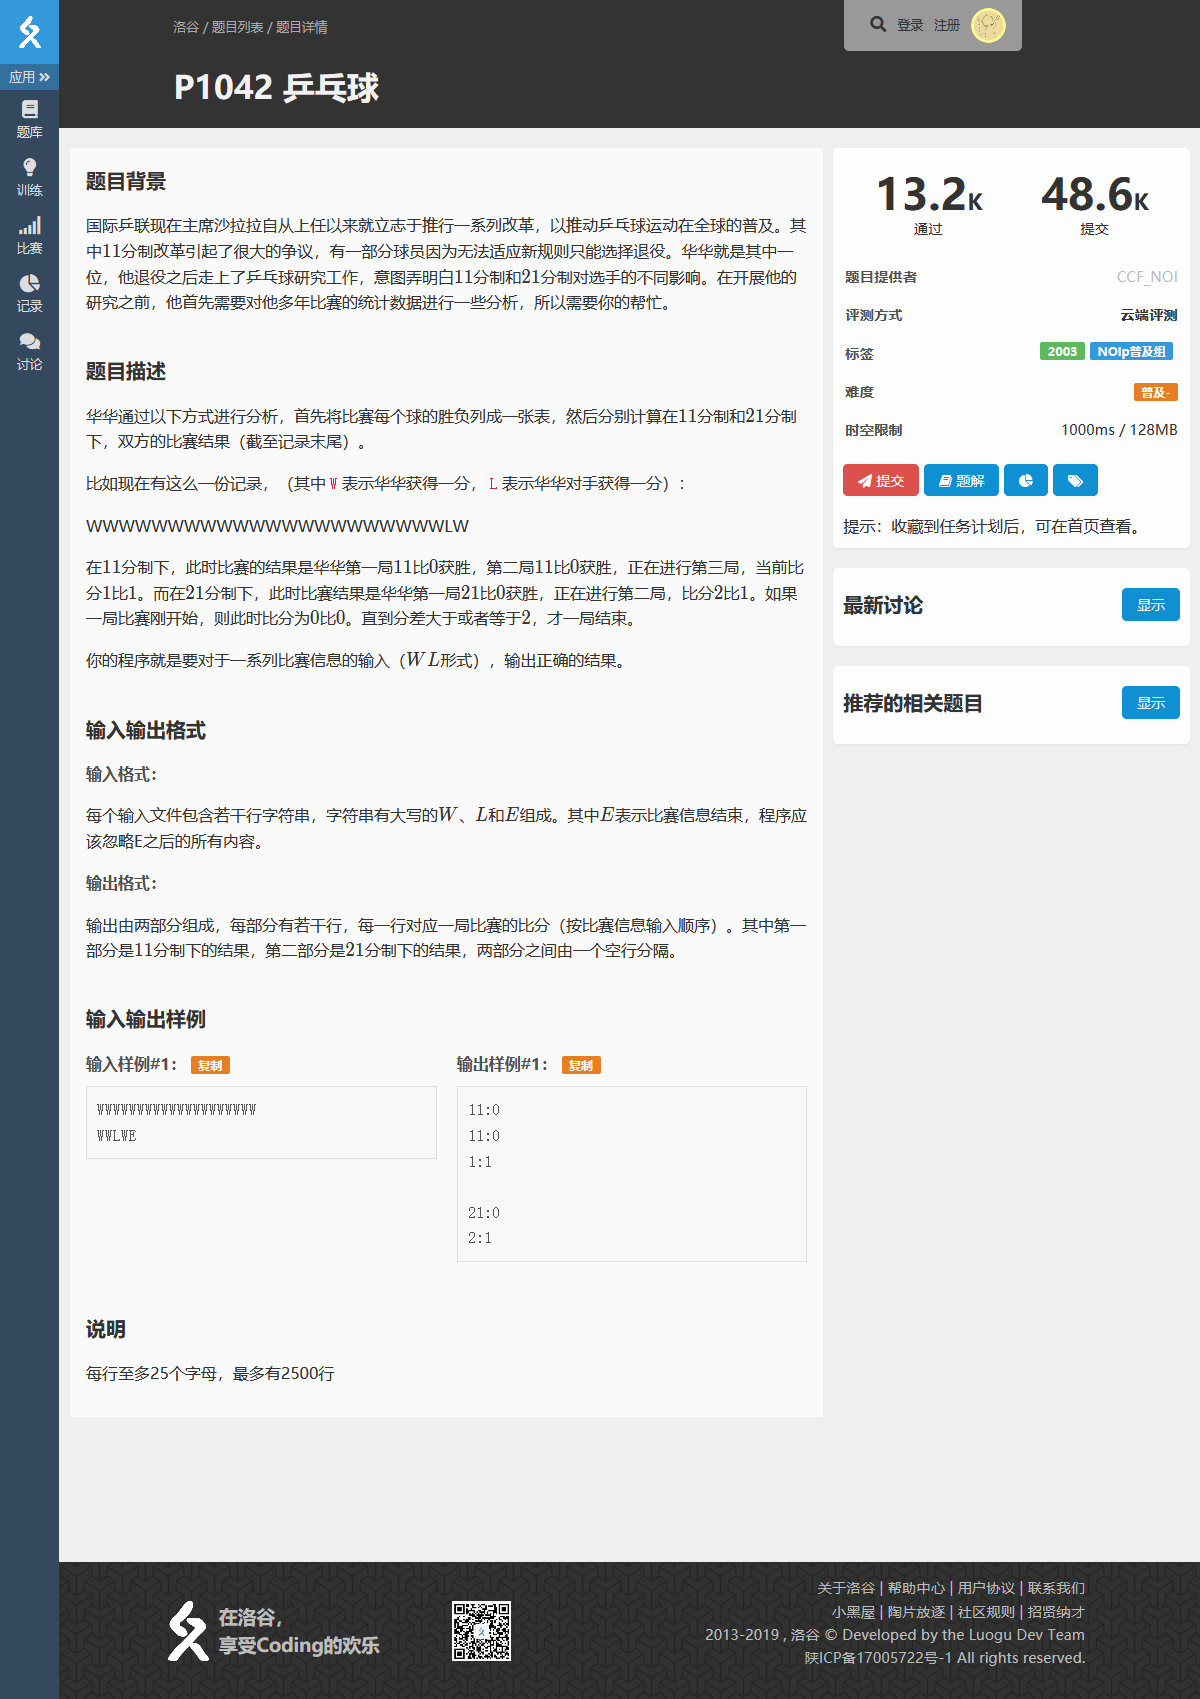 洛谷 / 题目列表 / 题目详情
登录 注册
P1042 乒乓球
应用
题库
训练
比赛
记录
讨论
题目背景
国际乒联现在主席沙拉拉自从上任以来就立志于推行一系列改革，以推动乒乓球运动在全球的普及。其
中11分制改革引起了很大的争议，有一部分球员因为无法适应新规则只能选择退役。华华就是其中一
位，他退役之后走上了乒乓球研究工作，意图弄明白11分制和21分制对选手的不同影响。在开展他的
研究之前，他首先需要对他多年比赛的统计数据进行一些分析，所以需要你的帮忙。
题目描述
华华通过以下方式进行分析，首先将比赛每个球的胜负列成一张表，然后分别计算在11分制和21分制
下，双方的比赛结果（截至记录末尾）。
比如现在有这么一份记录，（其中 W 表示华华获得一分， L 表示华华对手获得一分）：
WWWWWWWWWWWWWWWWWWWWWWLW
在11分制下，此时比赛的结果是华华第一局11比0获胜，第二局11比0获胜，正在进行第三局，当前比
分1比1。而在21分制下，此时比赛结果是华华第一局21比0获胜，正在进行第二局，比分2比1。如果
一局比赛刚开始，则此时比分为0比0。直到分差大于或者等于2，才一局结束。
你的程序就是要对于一系列比赛信息的输入（WL形式），输出正确的结果。
输入输出格式
输入格式：
每个输入文件包含若干行字符串，字符串有大写的W、L和E组成。其中E表示比赛信息结束，程序应
该忽略E之后的所有内容。
输出格式：
输出由两部分组成，每部分有若干行，每一行对应一局比赛的比分（按比赛信息输入顺序）。其中第一
部分是11分制下的结果，第二部分是21分制下的结果，两部分之间由一个空行分隔。
输入输出样例
输入样例#1： 复制
WWWWWWWWWWWWWWWWWWWW
WWLWE
输出样例#1： 复制
11:0
11:0
1:1
21:0
2:1
说明
每行至多25个字母，最多有2500行
13.2K 48.6K
通过 提交
题目提供者 CCF_NOI
评测方式 云端评测
标签 2003 NOIp普及组
难度 普及-
时空限制 1000ms / 128MB
提交 题解
提示：收藏到任务计划后，可在首页查看。
最新讨论 显示
推荐的相关题目 显示
在洛谷，
享受Coding的欢乐
关于洛谷 | 帮助中心 | 用户协议 | 联系我们
小黑屋 | 陶片放逐 | 社区规则 | 招贤纳才
2013-2019 , 洛谷 © Developed by the Luogu Dev Team
陕ICP备17005722号-1 All rights reserved.